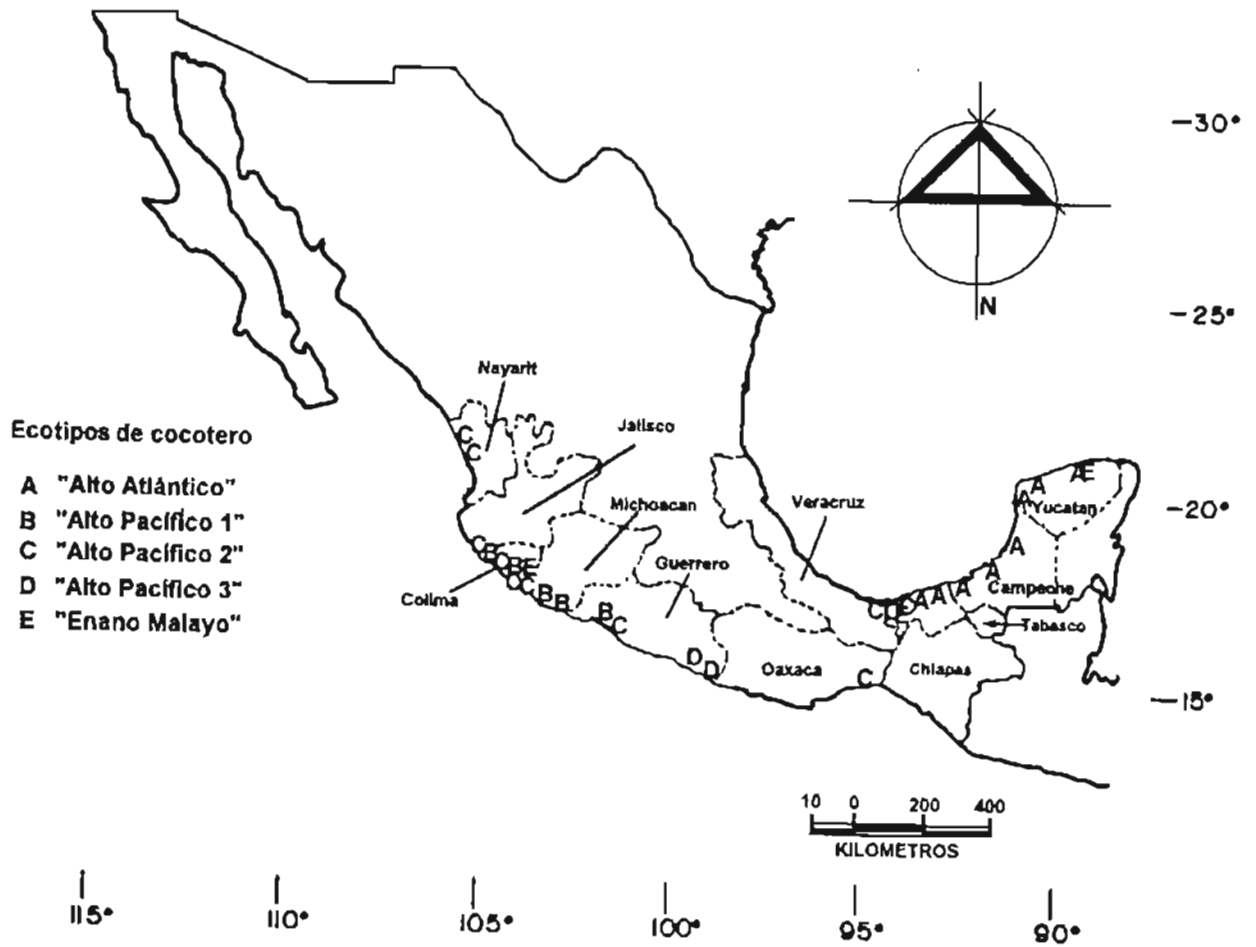 -30°
N
-25°
Nayarit
Jalisco
Ecotipos de cocotero
A "Alto Atlántico"
B "Alto Pacífico 1"
C "Alto Pacífico 2"
D "Alto Pacífico 3"
E "Enano Malayo"
C
C
Michoacan
Veracruz
A
A
A
E
Yucatan
-20°
C
B
B
E
C
B
B
B
C
Colima
Guerrero
A
A
Campeche
C
A
A
A
Tabasco
D
D
Oaxaca
C
Chiapas
-15°
10 0 200 400
KILOMETROS
115° 110° 105° 100° 95° 90°